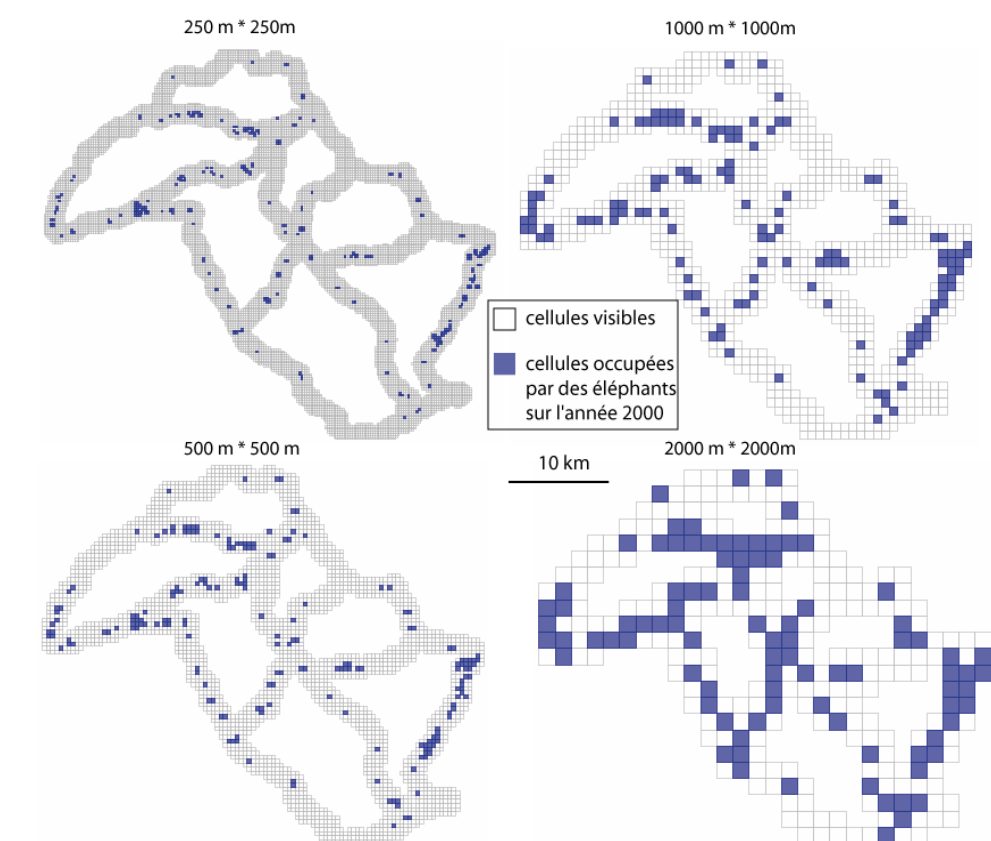 250 m * 250m
1000 m * 1000m
cellules visibles
cellules occupées
par des éléphants
sur l'année 2000
500 m * 500 m
10 km
2000 m * 2000m